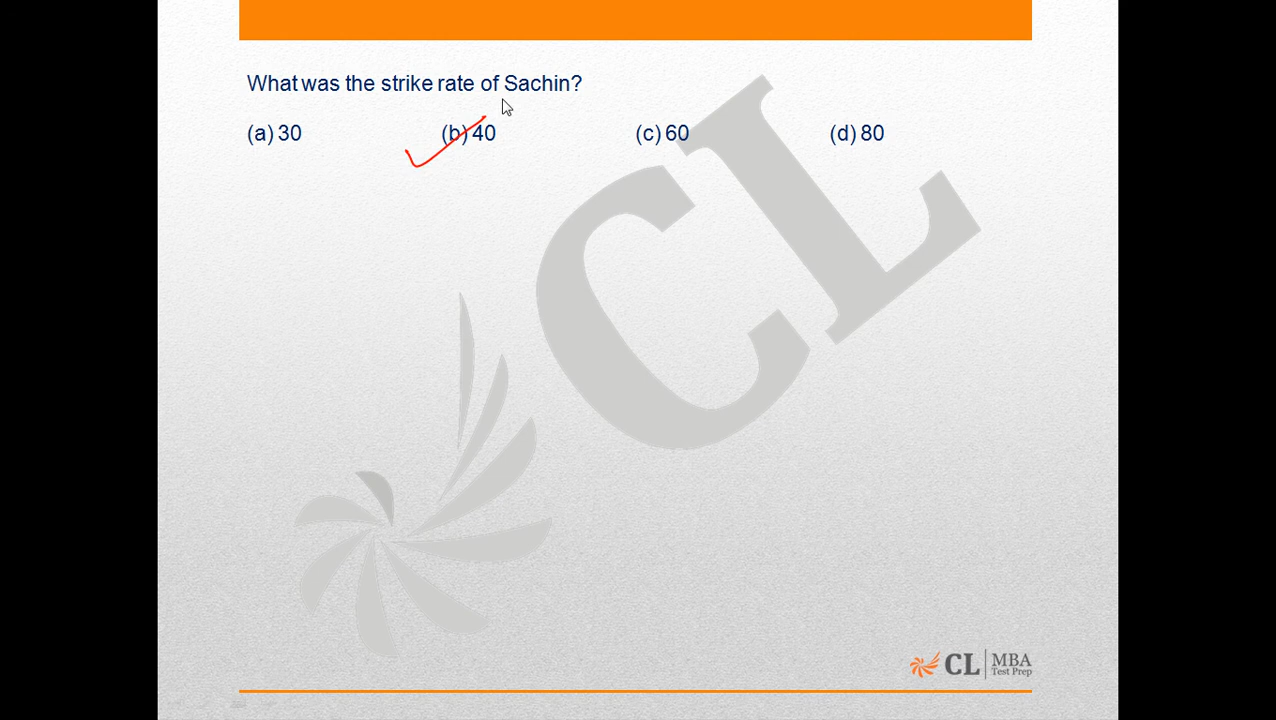 What was the strike rate of Sachin?
(a) 30 (b) 40 (c) 60 (d) 80
CL
CL MBA
Test Prep